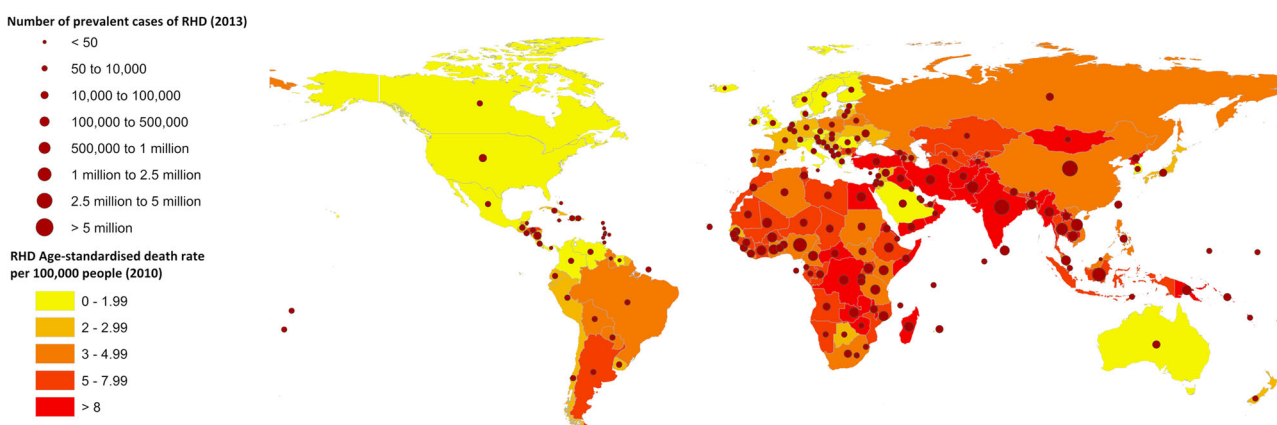 Number of prevalent cases of RHD (2013)
< 50
50 to 10,000
10,000 to 100,000
100,000 to 500,000
500,000 to 1 million
1 million to 2.5 million
2.5 million to 5 million
> 5 million
RHD Age-standardised death rate
per 100,000 people (2010)
0 - 1.99
2 - 2.99
3 - 4.99
5 - 7.99
> 8